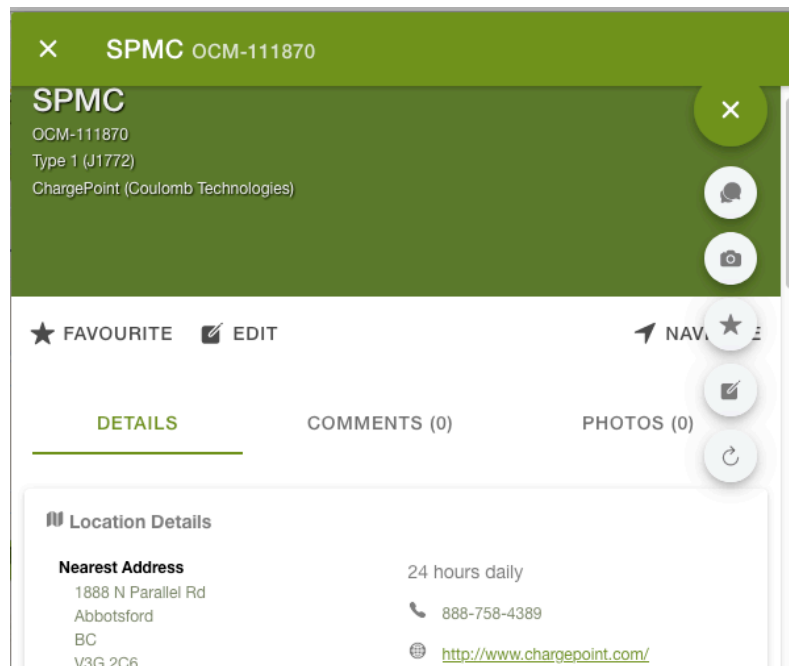 SPMC OCM-111870
SPMC
OCM-111870
Type 1 (J1772)
ChargePoint (Coulomb Technologies)
FAVOURITE EDIT
DETAILS COMMENTS (0) PHOTOS (0)
Location Details
Nearest Address
1888 N Parallel Rd
Abbotsford
BC
V3G 2C6
24 hours daily
888-758-4389
http://www.chargepoint.com/